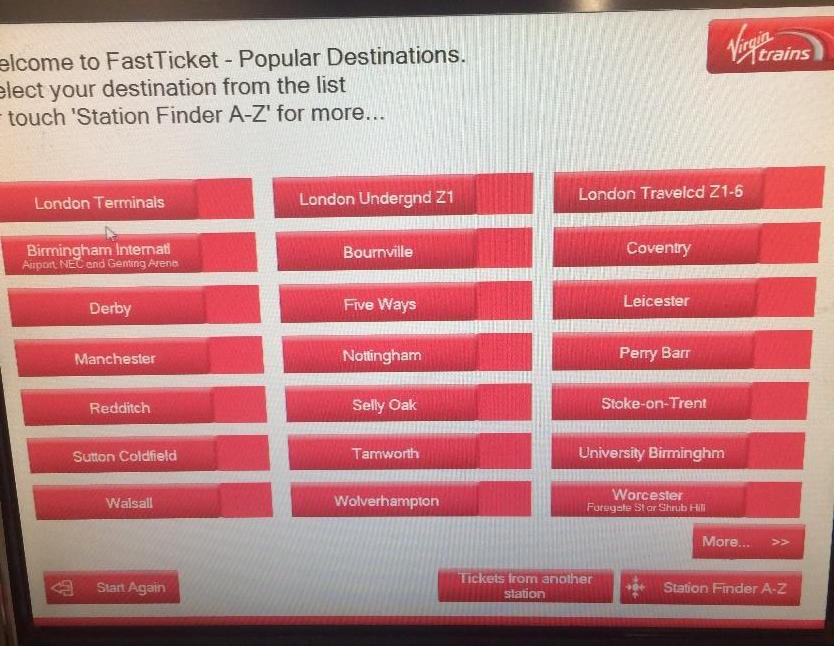 elcome to FastTicket - Popular Destinations.
elect your destination from the list
r touch 'Station Finder A-Z' for more...
Virgin
trains
London Terminals
London Undergnd Z1
London Travelcd Z1-6
Birmingham Internatl
Airport, NEC and Genting Arena
Bournville
Coventry
Derby
Five Ways
Leicester
Manchester
Nottingham
Perry Barr
Redditch
Selly Oak
Stoke-on-Trent
Sutton Coldfield
Tamworth
University Birminghm
Walsall
Wolverhampton
Worcester
Foregate St or Shrub Hill
More... >>
Start Again
Tickets from another
station
Station Finder A-Z